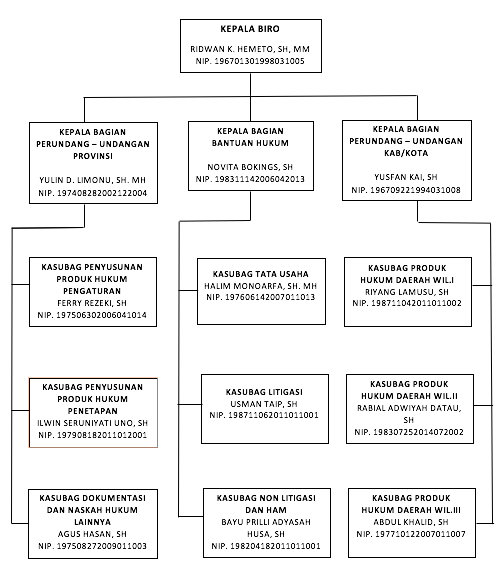 KEPALA BIRO
RIDWAN K. HEMETO, SH, MM
NIP. 196701301998031005
KEPALA BAGIAN
PERUNDANG – UNDANGAN
PROVINSI
YULIN D. LIMONU, SH. MH
NIP. 197408282002122004
KEPALA BAGIAN
BANTUAN HUKUM
NOVITA BOKINGS, SH
NIP. 198311142006042013
KEPALA BAGIAN
PERUNDANG – UNDANGAN
KAB/KOTA
YUSFAN KAI, SH
NIP. 196709221994031008
KASUBAG PENYUSUNAN
PRODUK HUKUM
PENGATURAN
FERRY REZEKI, SH
NIP. 197506302006041014
KASUBAG TATA USAHA
HALIM MONOARFA, SH. MH
NIP. 197606142007011013
KASUBAG PRODUK
HUKUM DAERAH WIL.I
RIYANG LAMUSU, SH
NIP. 198711042011011002
KASUBAG PENYUSUNAN
PRODUK HUKUM
PENETAPAN
ILWIN SERUNIYATI UNO, SH
NIP. 197908182011012001
KASUBAG LITIGASI
USMAN TAIP, SH
NIP. 198711062011011001
KASUBAG PRODUK
HUKUM DAERAH WIL.II
RABIAL ADWIYAH DATAU,
SH
NIP. 198307252014072002
KASUBAG DOKUMENTASI
DAN NASKAH HUKUM
LAINNYA
AGUS HASAN, SH
NIP. 197508272009011003
KASUBAG NON LITIGASI
DAN HAM
BAYU PRILLI ADYASAH
HUSA, SH
NIP. 198204182011011001
KASUBAG PRODUK
HUKUM DAERAH WIL.III
ABDUL KHALID, SH
NIP. 197710122007011007